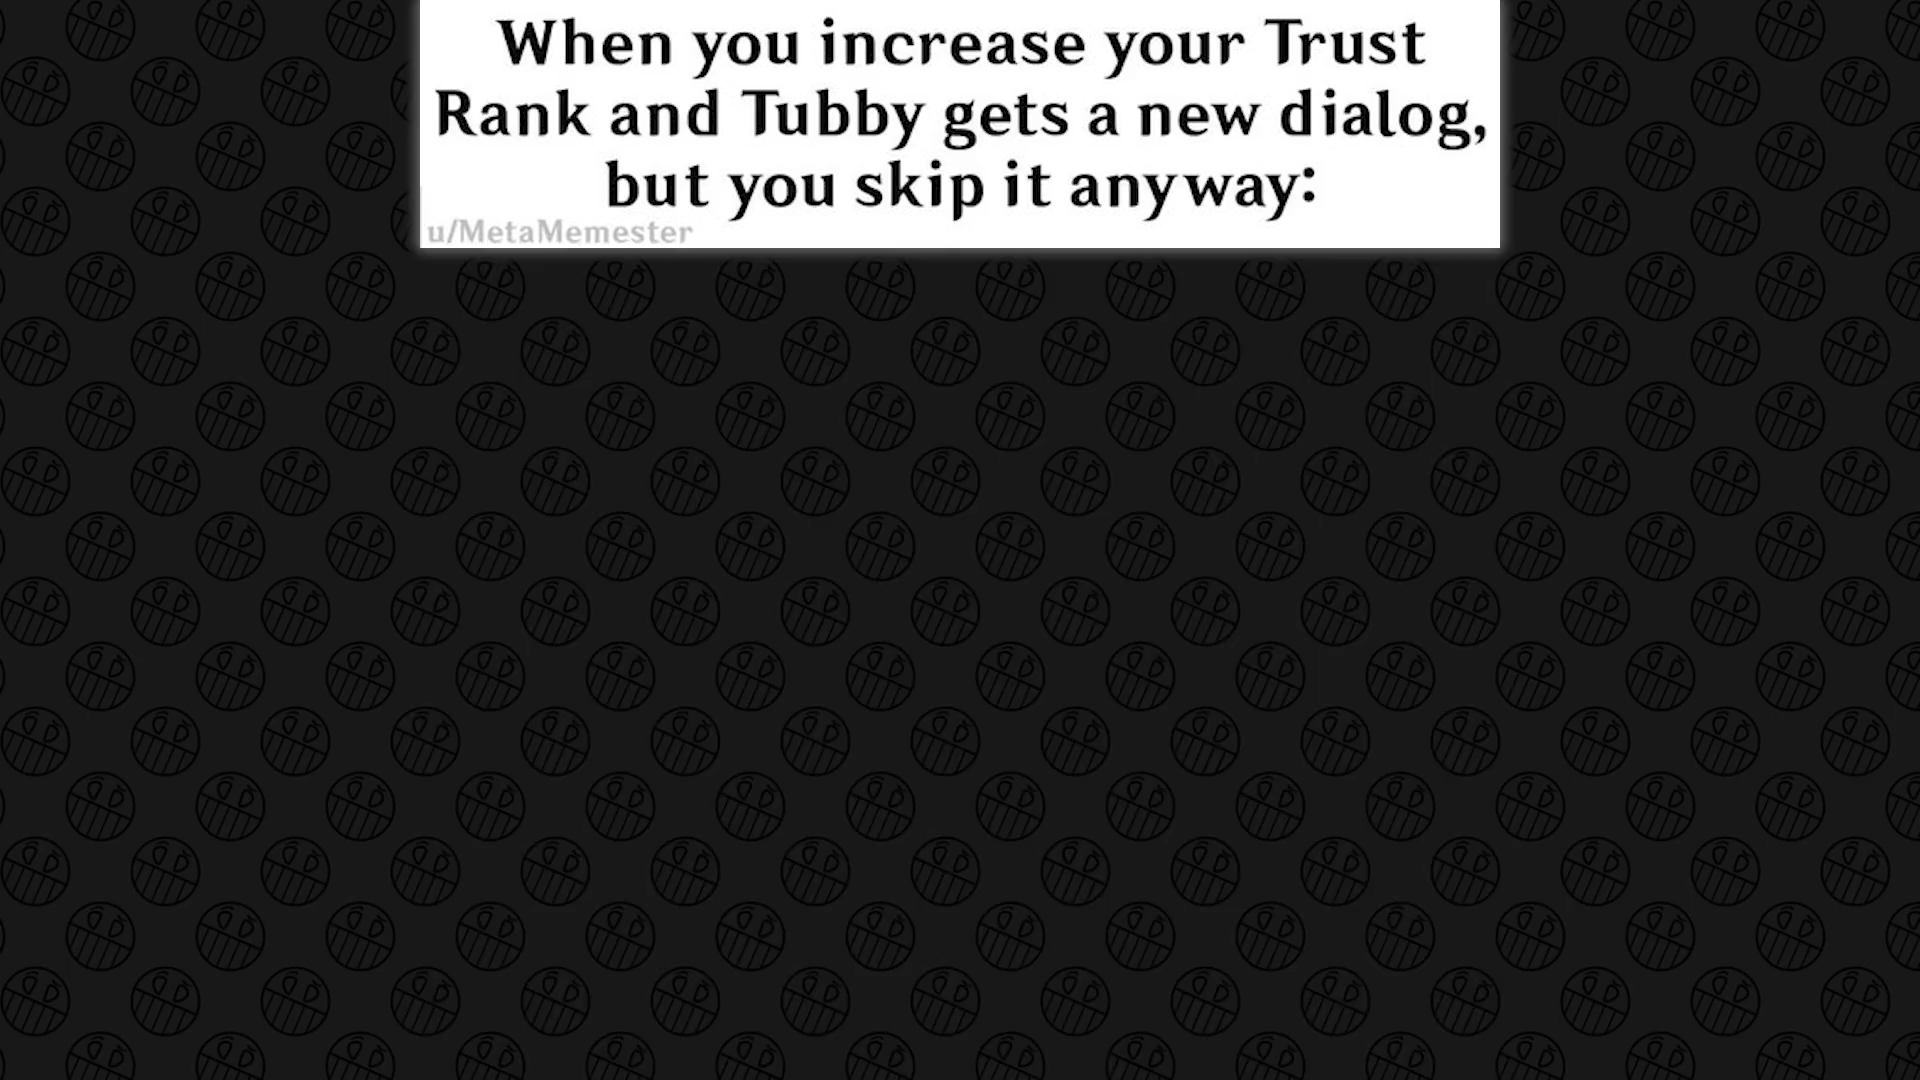 When you increase your Trust
Rank and Tubby gets a new dialog,
but you skip it anyway:
u/MetaMemester